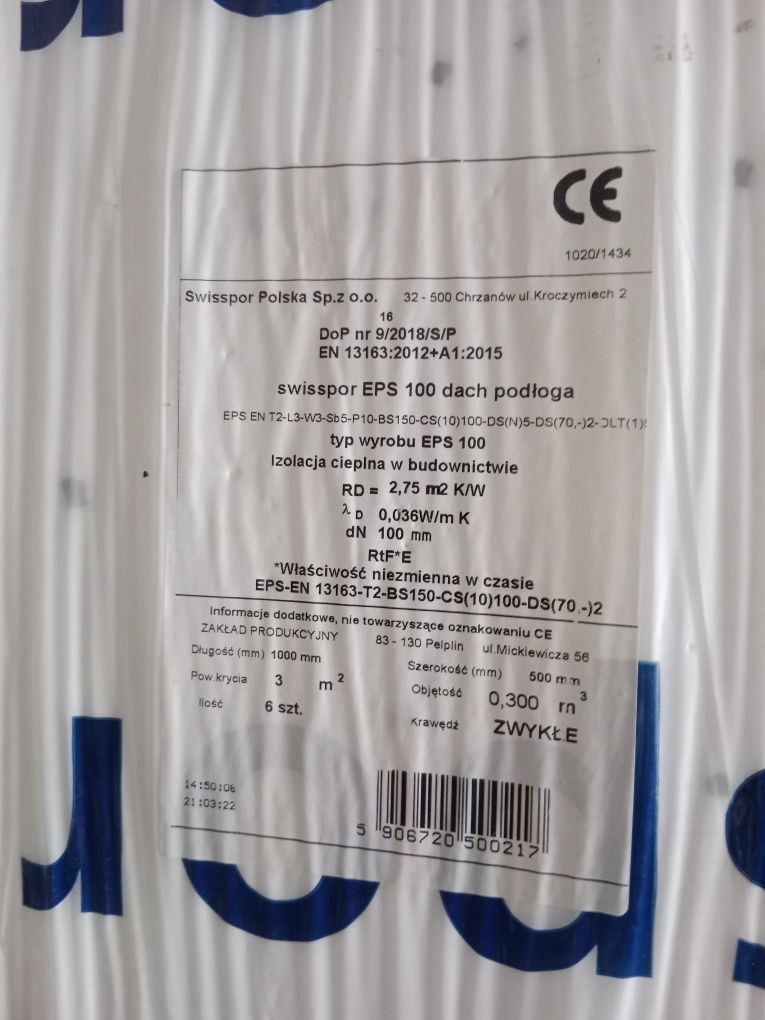 CE
1020/1434
Swisspor Polska Sp.z o.o. 32 - 500 Chrzanów ul.Kroczymiech 2
16
DoP nr 9/2018/S/P
EN 13163:2012+A1:2015
swisspor EPS 100 dach podłoga
EPS EN T2-L3-W3-Sb5-P10-BS150-CS(10)100-DS(N)5-DS(70,-)2-DLT(1)5
typ wyrobu EPS 100
Izolacja cieplna w budownictwie
RD = 2,75 m2 K/W
λ D 0,036W/m K
dN 100 mm
RtF*E
*Właściwość niezmienna w czasie
EPS-EN 13163-T2-BS150-CS(10)100-DS(70,-)2
Informacje dodatkowe, nie towarzyszące oznakowaniu CE
ZAKŁAD PRODUKCYJNY 83 - 130 Pelplin ul.Mickiewicza 56
Długość (mm) 1000 mm Szerokość (mm) 500 mm
Pow.krycia 3 m2 Objętość 0,300 m3
Ilość 6 szt. Krawędź ZWYKŁE
14:50:06
21:03:22
5 906720 500217